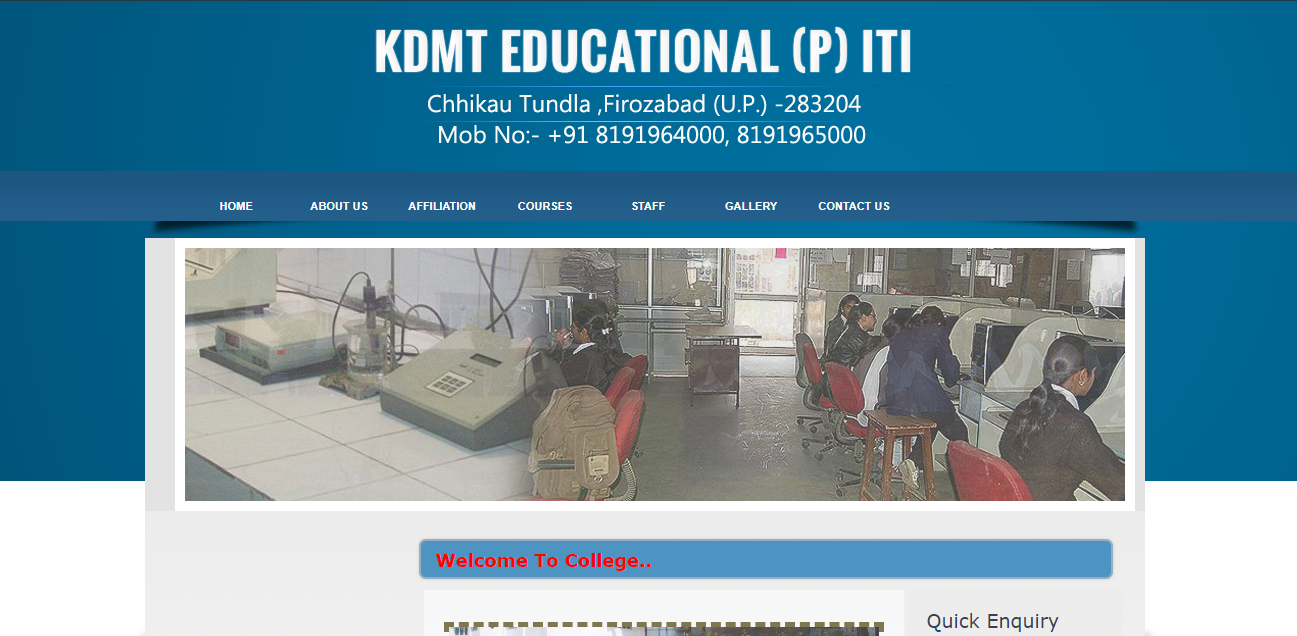 KDMT EDUCATIONAL (P) ITI
Chhikau Tundla ,Firozabad (U.P.) -283204
Mob No:- +91 8191964000, 8191965000
HOME ABOUT US AFFILIATION COURSES STAFF GALLERY CONTACT US
Welcome To College..
Quick Enquiry